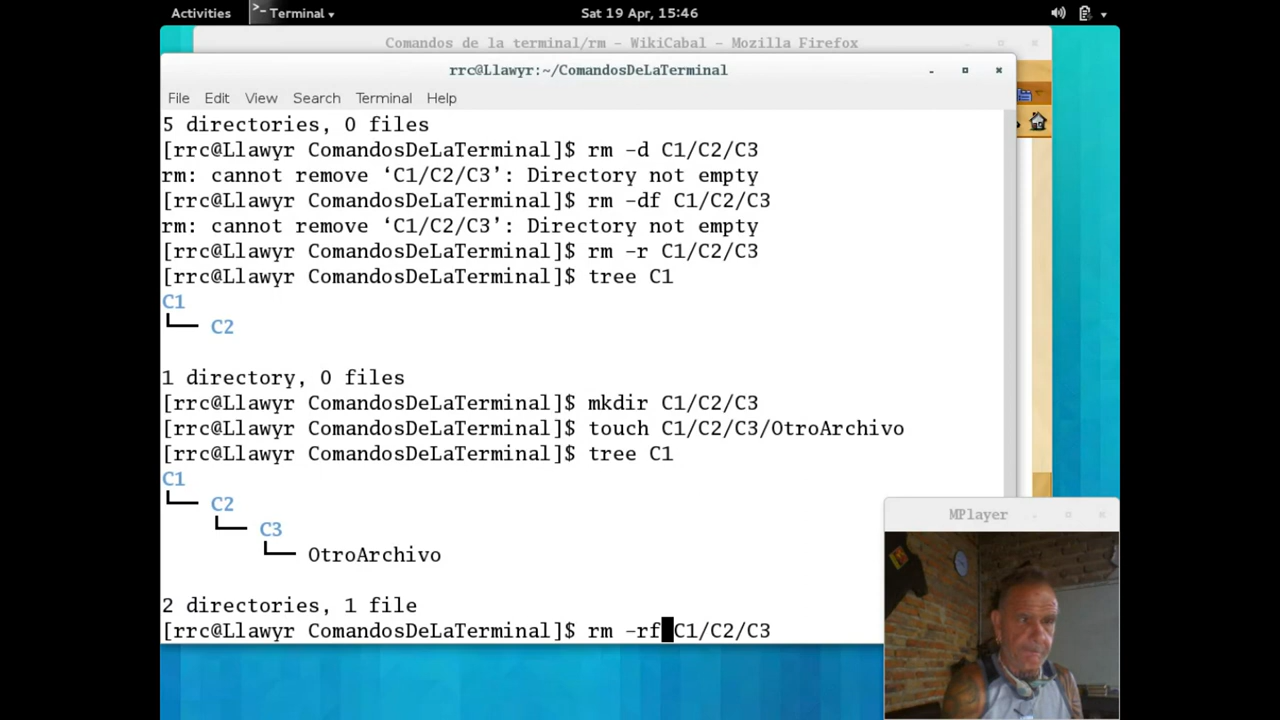 Activities
Terminal
Sat 19 Apr, 15:46
Comandos de la terminal/rm - WikiCabal - Mozilla Firefox
rrc@Llawyr:~/ComandosDeLaTerminal
File Edit View Search Terminal Help
5 directories, 0 files
[rrc@Llawyr ComandosDeLaTerminal]$ rm -d C1/C2/C3
rm: cannot remove ‘C1/C2/C3’: Directory not empty
[rrc@Llawyr ComandosDeLaTerminal]$ rm -df C1/C2/C3
rm: cannot remove ‘C1/C2/C3’: Directory not empty
[rrc@Llawyr ComandosDeLaTerminal]$ rm -r C1/C2/C3
[rrc@Llawyr ComandosDeLaTerminal]$ tree C1
C1
└── C2
1 directory, 0 files
[rrc@Llawyr ComandosDeLaTerminal]$ mkdir C1/C2/C3
[rrc@Llawyr ComandosDeLaTerminal]$ touch C1/C2/C3/OtroArchivo
[rrc@Llawyr ComandosDeLaTerminal]$ tree C1
C1
└── C2
└── C3
└── OtroArchivo
2 directories, 1 file
[rrc@Llawyr ComandosDeLaTerminal]$ rm -rf C1/C2/C3
MPlayer